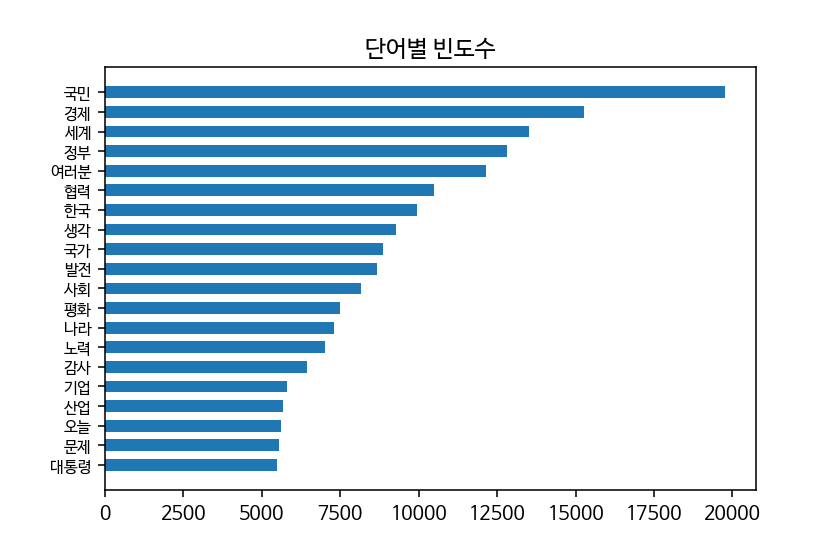 단어별 빈도수
국민
경제
세계
정부
여러분
협력
한국
생각
국가
발전
사회
평화
나라
노력
감사
기업
산업
오늘
문제
대통령
0 2500 5000 7500 10000 12500 15000 17500 20000